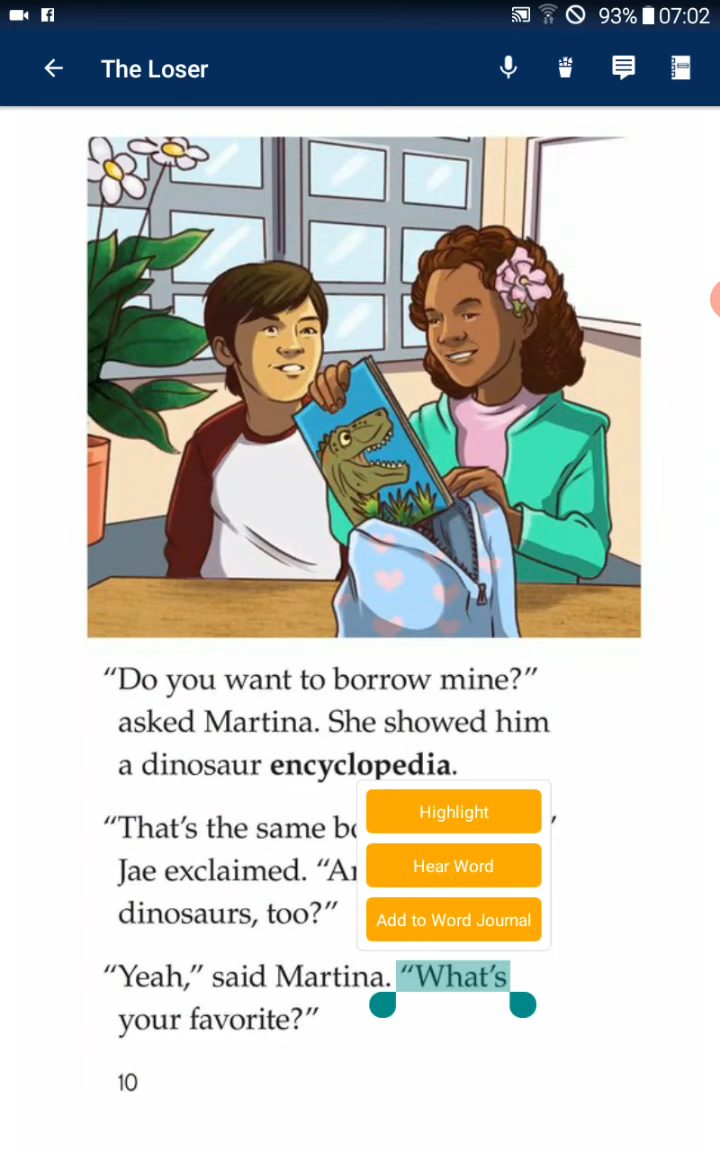 93% 07:02
The Loser
“Do you want to borrow mine?”
asked Martina. She showed him
a dinosaur encyclopedia.
“That’s the same ’
Jae exclaimed.
dinosaurs, too?”
Highlight
Hear Word
Add to Word Journal
“Yeah,” said Martina. “What’s
your favorite?”
10